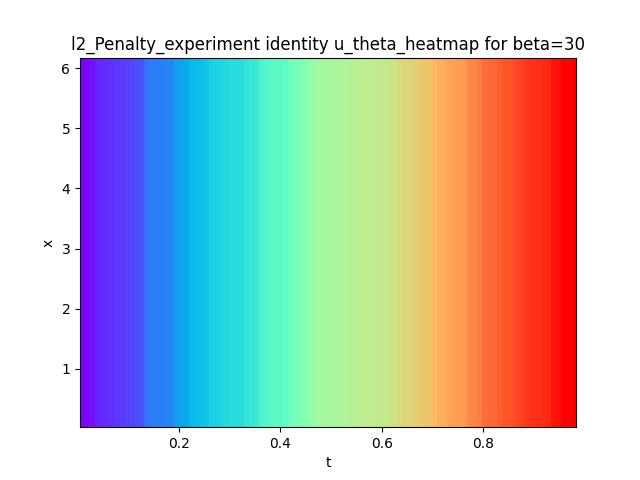 l2_Penalty_experiment identity u_theta_heatmap for beta=30
6
5
4
3
2
1
x
0.2 0.4 0.6 0.8
t